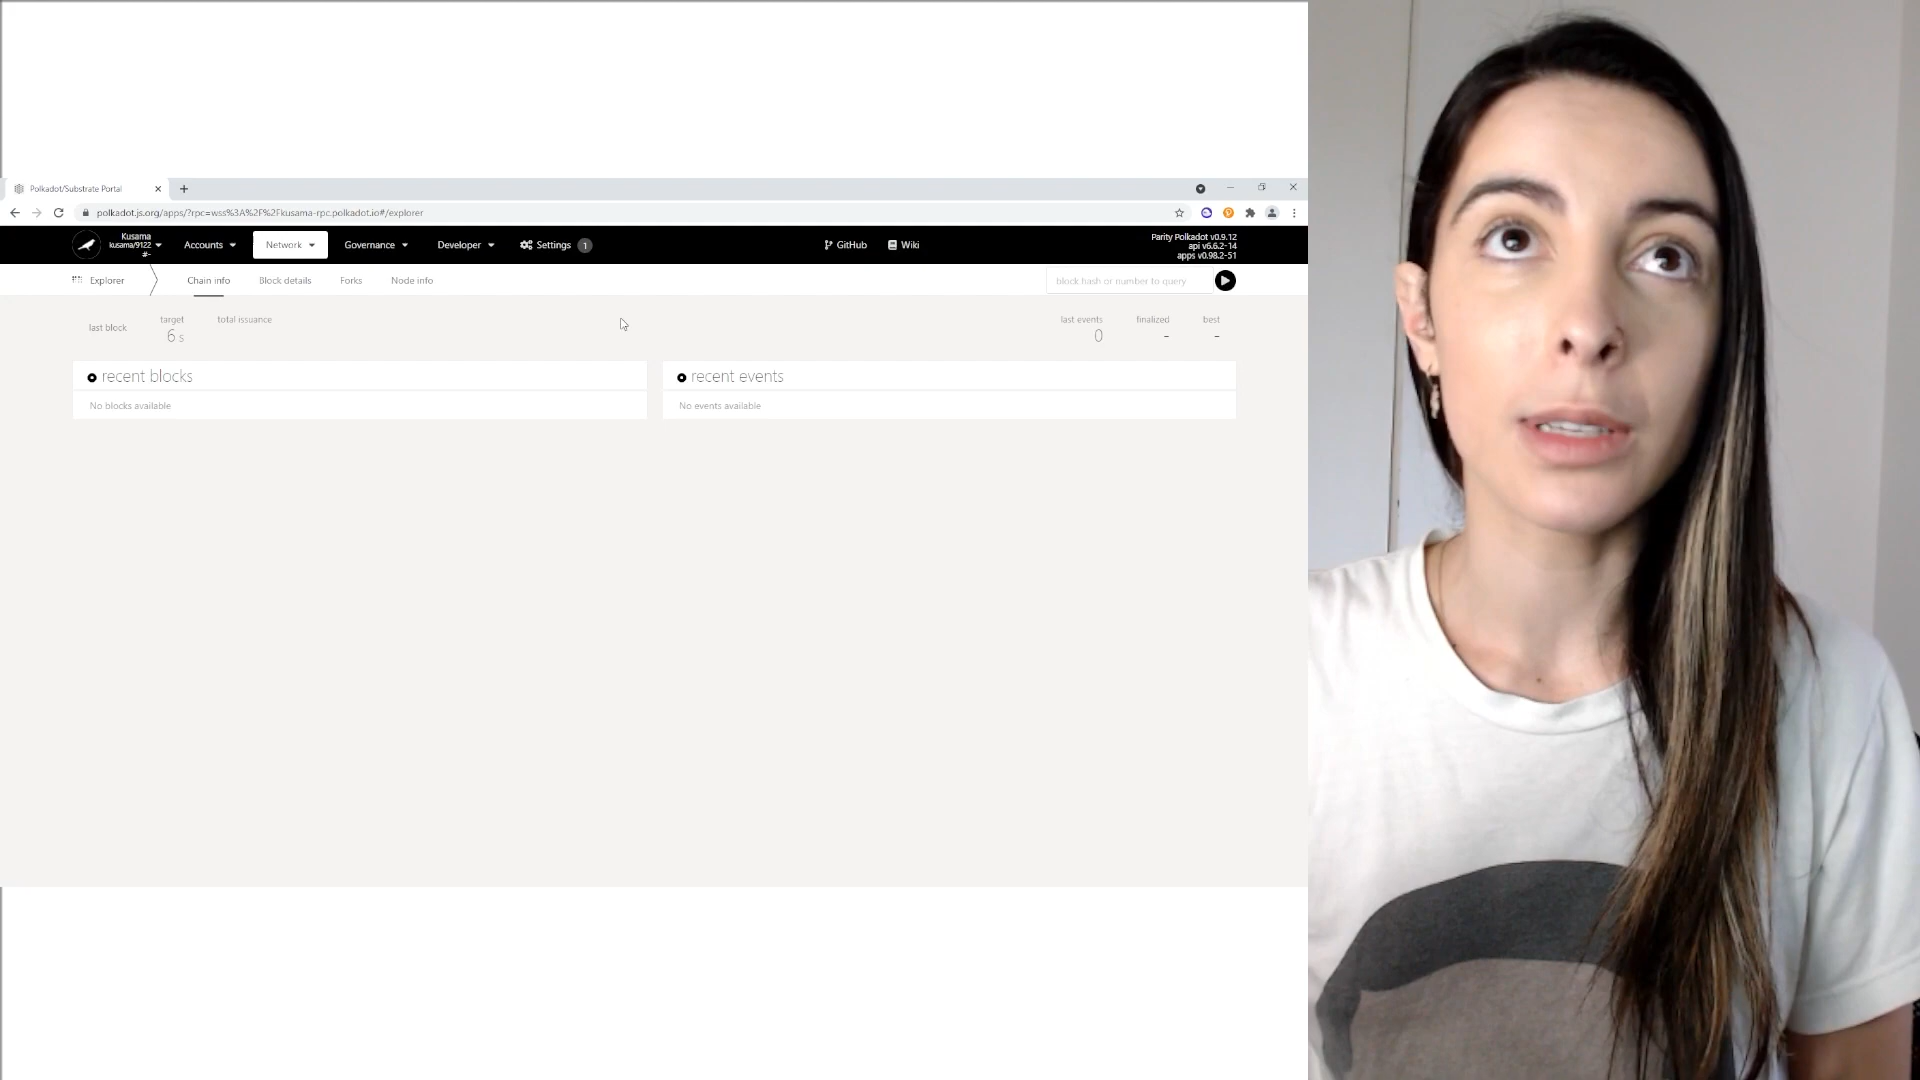 Polkadot/Substrate Portal
polkadot.js.org/apps/?rpc=wss%3A%2F%2Fkusama-rpc.polkadot.io#/explorer
Kusama
kusama/9122
#-
Accounts
Network
Governance
Developer
Settings
1
GitHub
Wiki
Parity Polkadot v0.9.12
api v6.6.2-14
apps v0.98.2-51
Explorer
Chain info
Block details
Forks
Node info
block hash or number to query
last block
target
6 s
total issuance
last events
0
finalized
-
best
-
recent blocks
No blocks available
recent events
No events available